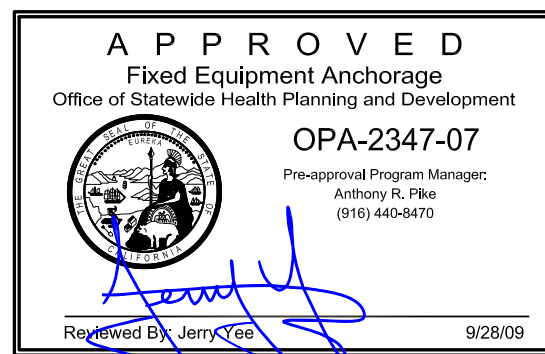 A P P R O V E D
Fixed Equipment Anchorage
Office of Statewide Health Planning and Development
THE GREAT SEAL OF THE STATE OF CALIFORNIA
EUREKA
OPA-2347-07
Pre-approval Program Manager:
Anthony R. Pike
(916) 440-8470
Reviewed By: Jerry Yee
9/28/09